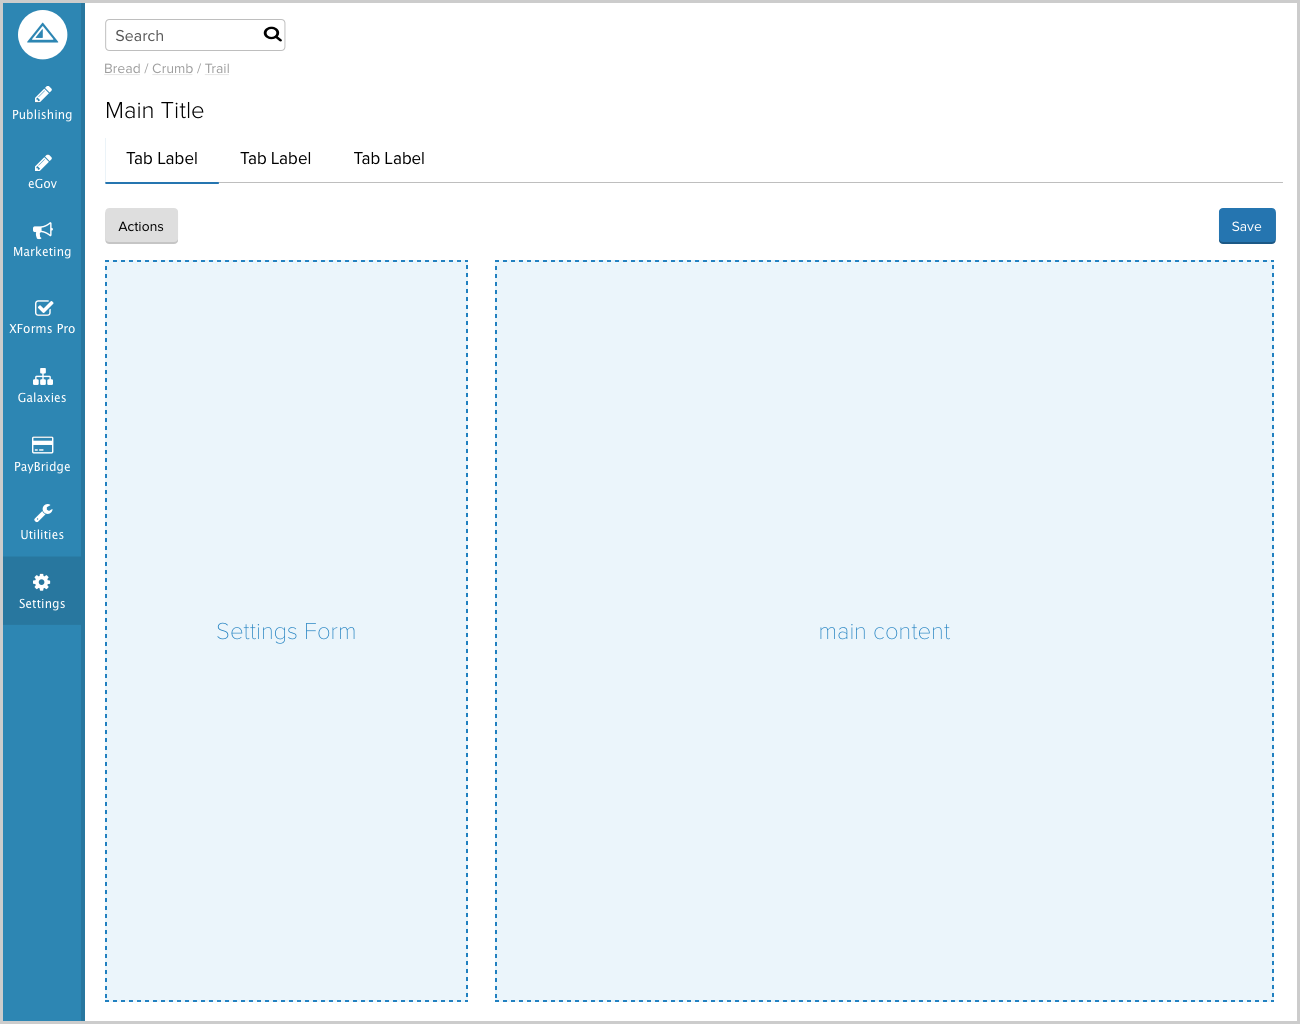 Search
Bread / Crumb / Trail
Main Title
Tab Label Tab Label Tab Label
Actions Save
Publishing
eGov
Marketing
XForms Pro
Galaxies
PayBridge
Utilities
Settings
Settings Form
main content